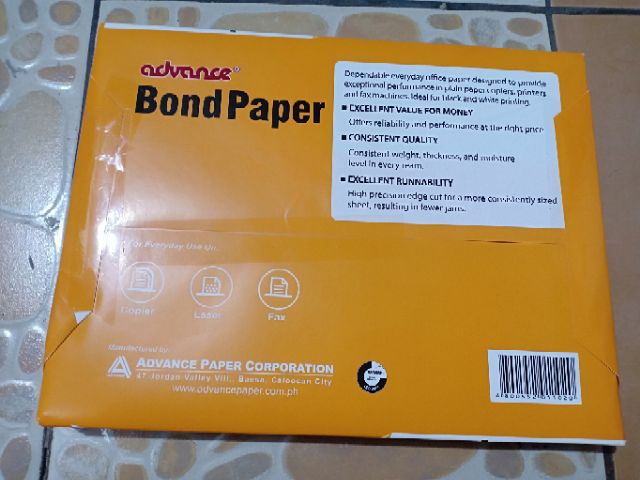 advance®
Bond Paper
Dependable everyday office paper designed to provide
exceptional performance in plain paper copiers, printers
and fax machines. Ideal for black and white printing.
■ EXCELLENT VALUE FOR MONEY
Offers reliability and performance at the right price
■ CONSISTENT QUALITY
Consistent weight, thickness, and moisture
level in every ream.
■ EXCELLENT RUNNABILITY
High precision edge cut for a more consistently sized
sheet, resulting in fewer jams.
For Everyday Use On:
Copier
Laser
Fax
Manufactured by:
ADVANCE PAPER CORPORATION
47 Jordan Valley Vill., Baesa, Caloocan City
www.advancepaper.com.ph